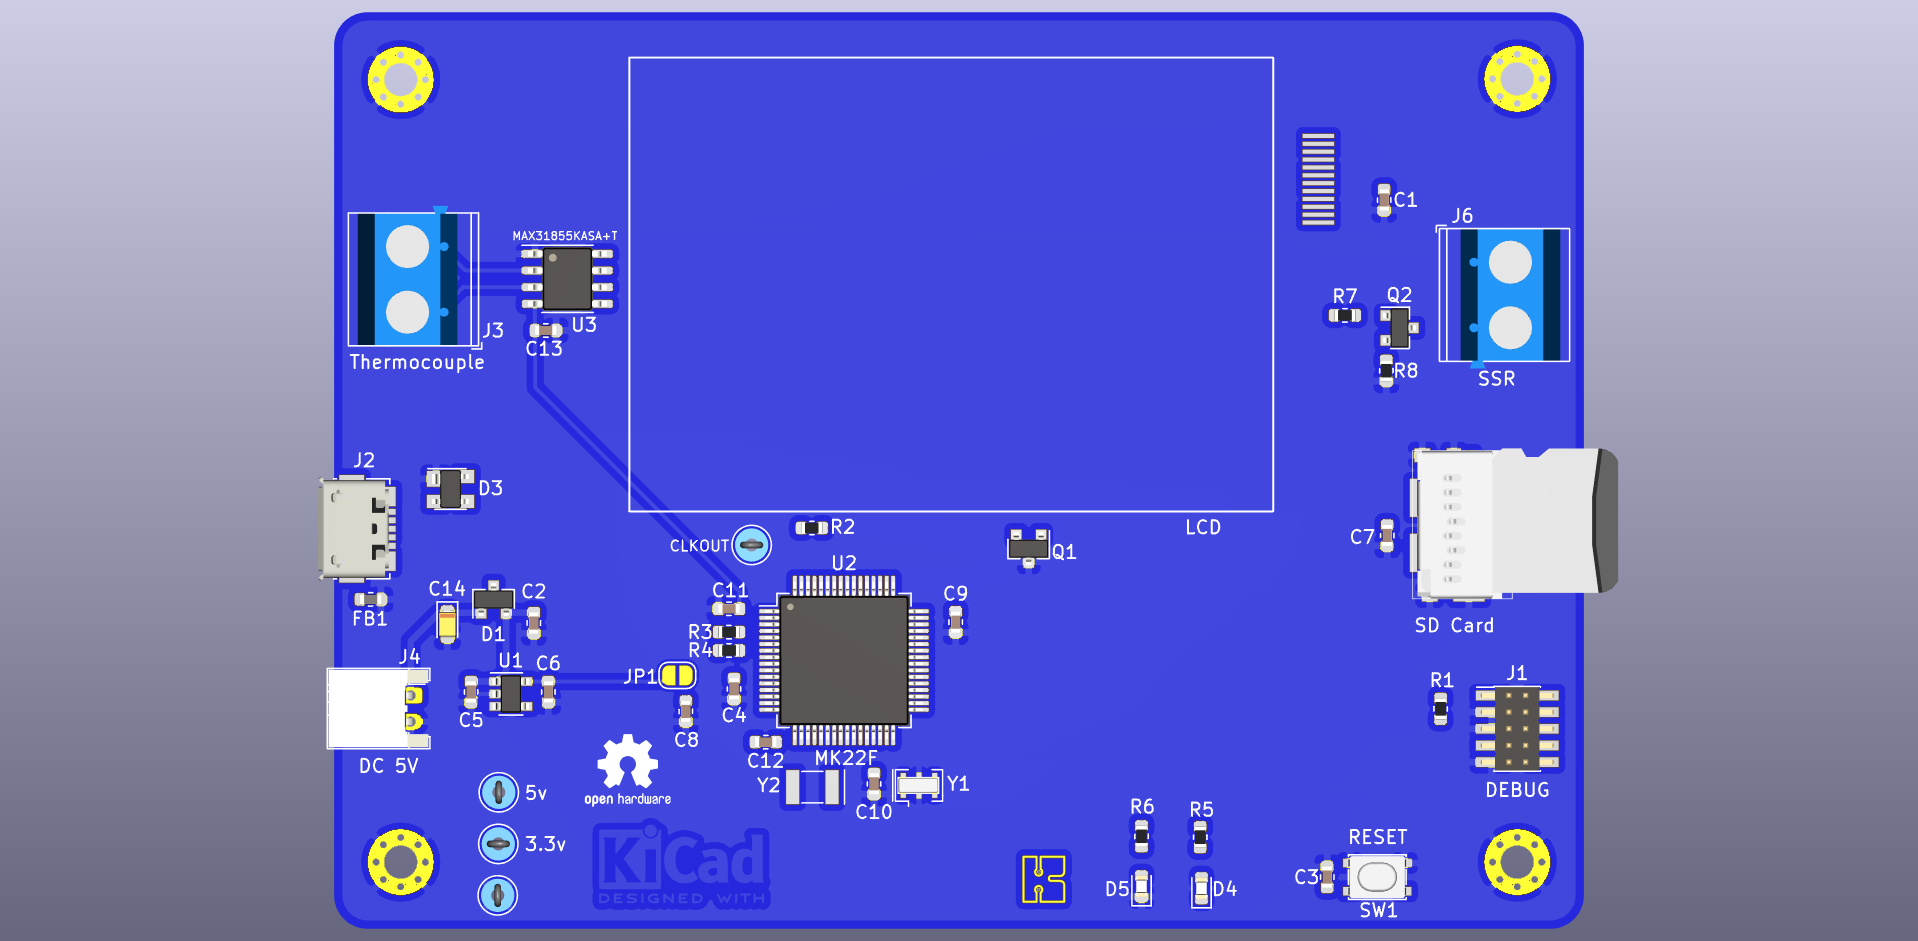 C1
J6
MAX31855KASA+T
R7
Q2
J3
U3
C13
Thermocouple
R8
SSR
J2
D3
LCD
CLKOUT
R2
Q1
C7
U2
C14
C2
C11
C9
FB1
D1
R3
SD Card
R4
J4
U1
C6
JP1
J1
R1
C5
C4
C8
MK22F
C12
DC 5V
Y2
Y1
DEBUG
5v
open hardware
C10
R6
R5
3.3v
RESET
KiCad
DESIGNED WITH
D5
D4
C3
SW1